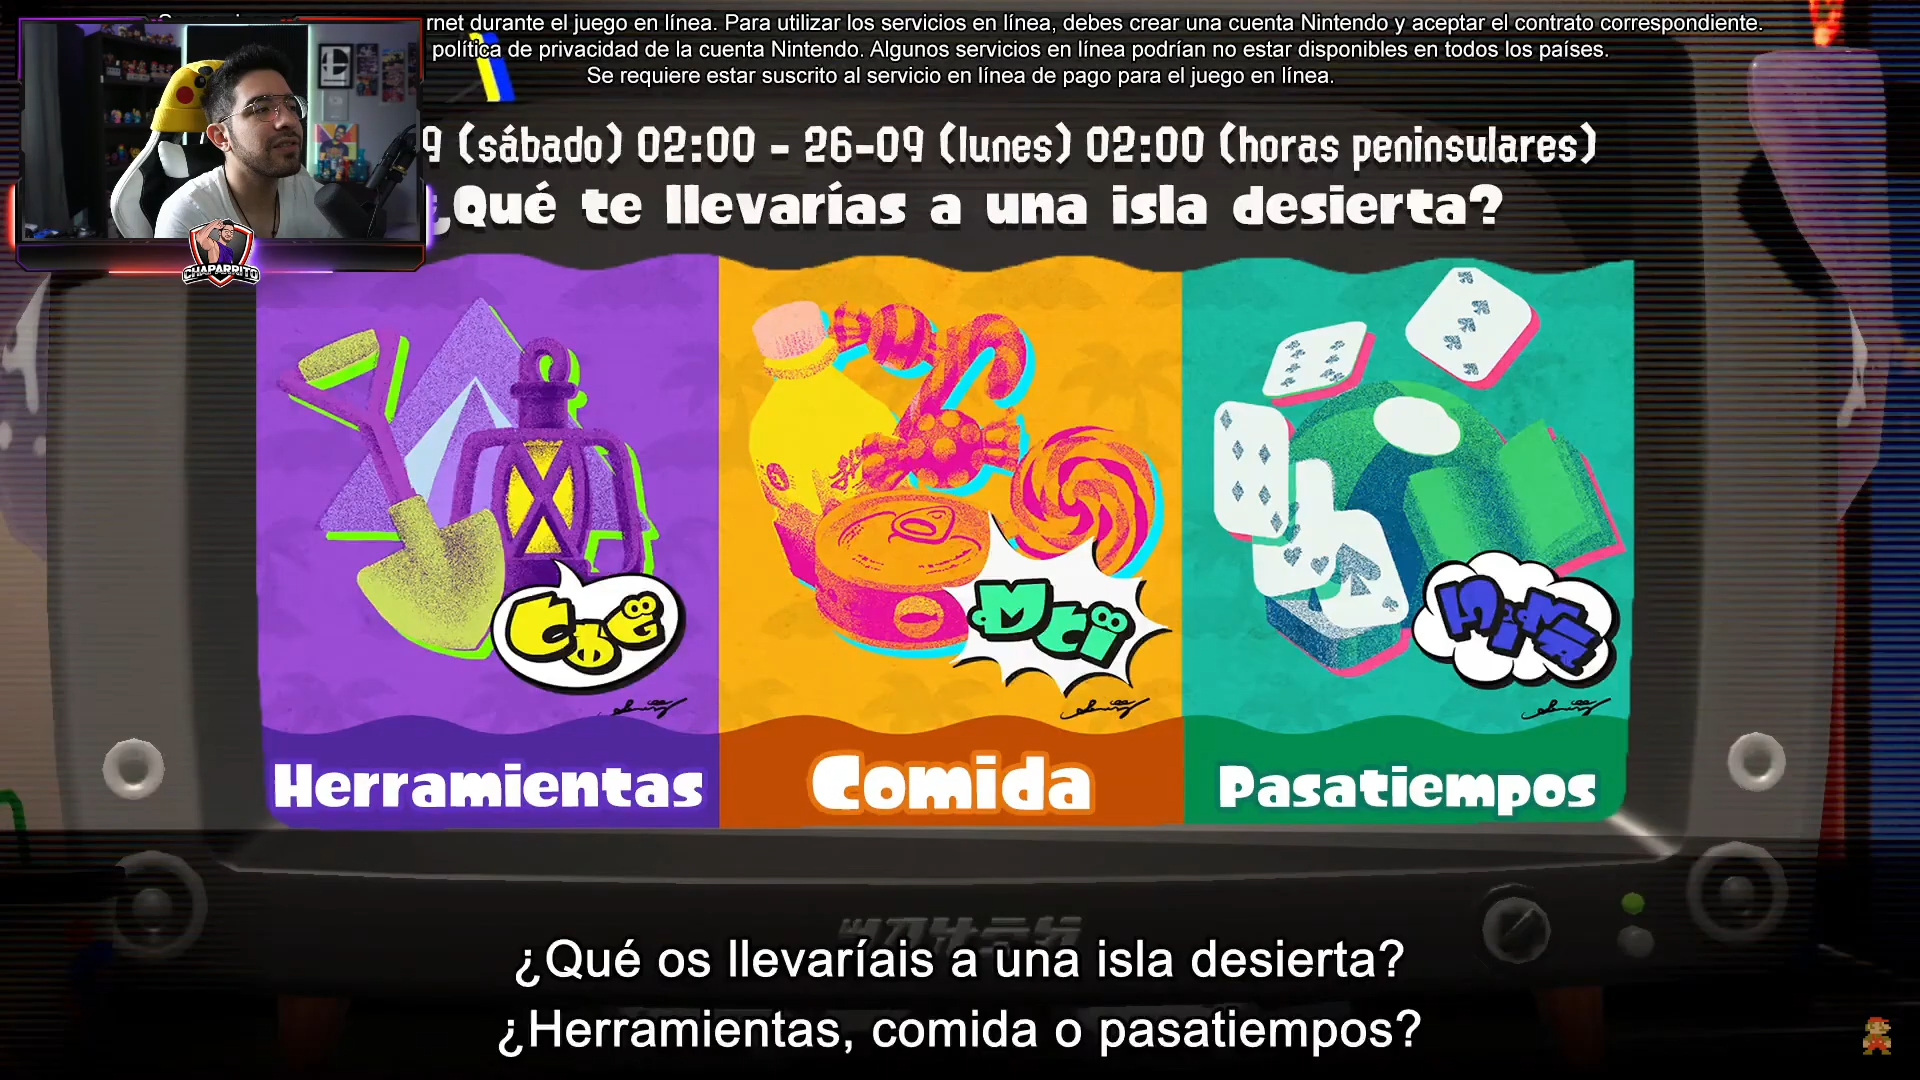 rnet durante el juego en línea. Para utilizar los servicios en línea, debes crear una cuenta Nintendo y aceptar el contrato correspondiente.
política de privacidad de la cuenta Nintendo. Algunos servicios en línea podrían no estar disponibles en todos los países.
Se requiere estar suscrito al servicio en línea de pago para el juego en línea.
9 (sábado) 02:00 - 26-09 (lunes) 02:00 (horas peninsulares)
¿Qué te llevarías a una isla desierta?
CHAPARRITO
Herramientas
Comida
Pasatiempos
¿Qué os llevaríais a una isla desierta?
¿Herramientas, comida o pasatiempos?